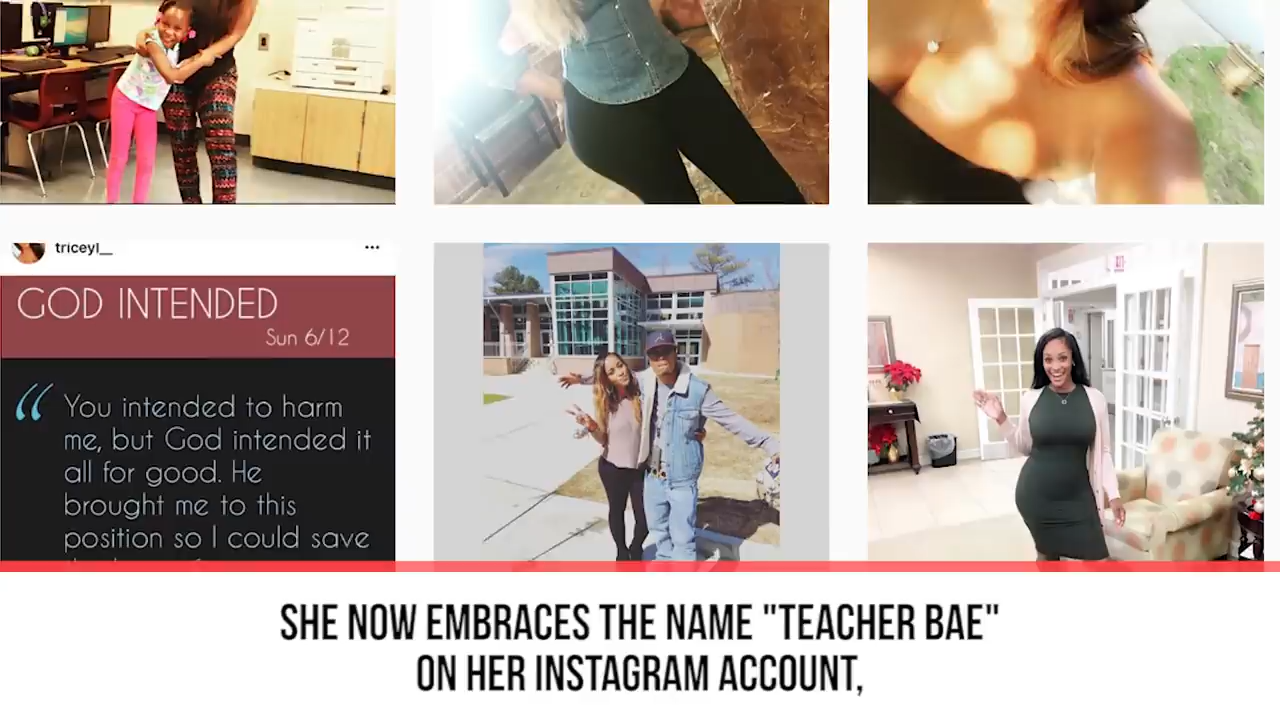 triceyl__
GOD INTENDED
Sun 6/12
“ You intended to harm
me, but God intended it
all for good. He
brought me to this
position so I could save
SHE NOW EMBRACES THE NAME "TEACHER BAE"
ON HER INSTAGRAM ACCOUNT,